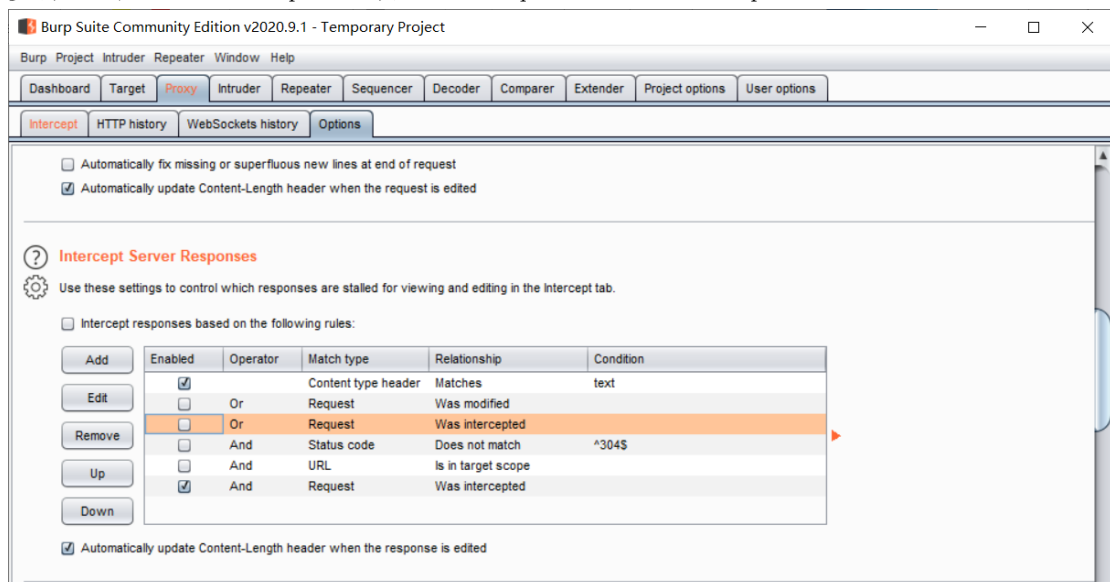 Burp Suite Community Edition v2020.9.1 - Temporary Project
Burp Project Intruder Repeater Window Help
Dashboard Target Proxy Intruder Repeater Sequencer Decoder Comparer Extender Project options User options
Intercept HTTP history WebSockets history Options
Automatically fix missing or superfluous new lines at end of request
Automatically update Content-Length header when the request is edited
Intercept Server Responses
Use these settings to control which responses are stalled for viewing and editing in the Intercept tab.
Intercept responses based on the following rules:
Add
Edit
Remove
Up
Down
Enabled Operator Match type Relationship Condition
Content type header Matches text
Or Request Was modified
Or Request Was intercepted
And Status code Does not match ^304$
And URL Is in target scope
And Request Was intercepted
Automatically update Content-Length header when the response is edited